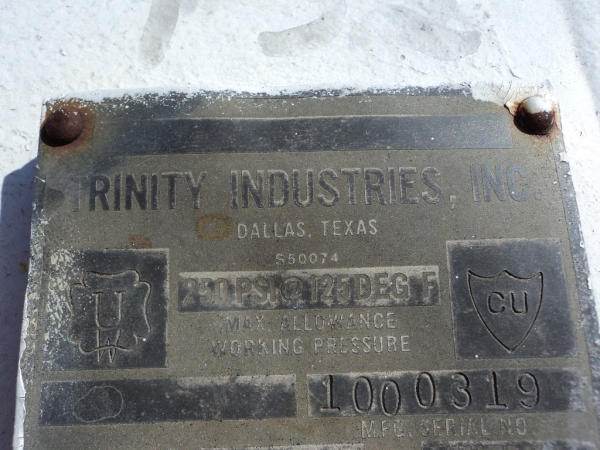 TRINITY INDUSTRIES, INC.
DALLAS, TEXAS
S50074
250 PSI @ 125 DEG F
U
W
CU
MAX. ALLOWANCE
WORKING PRESSURE
1000319
MFG. SERIAL NO.